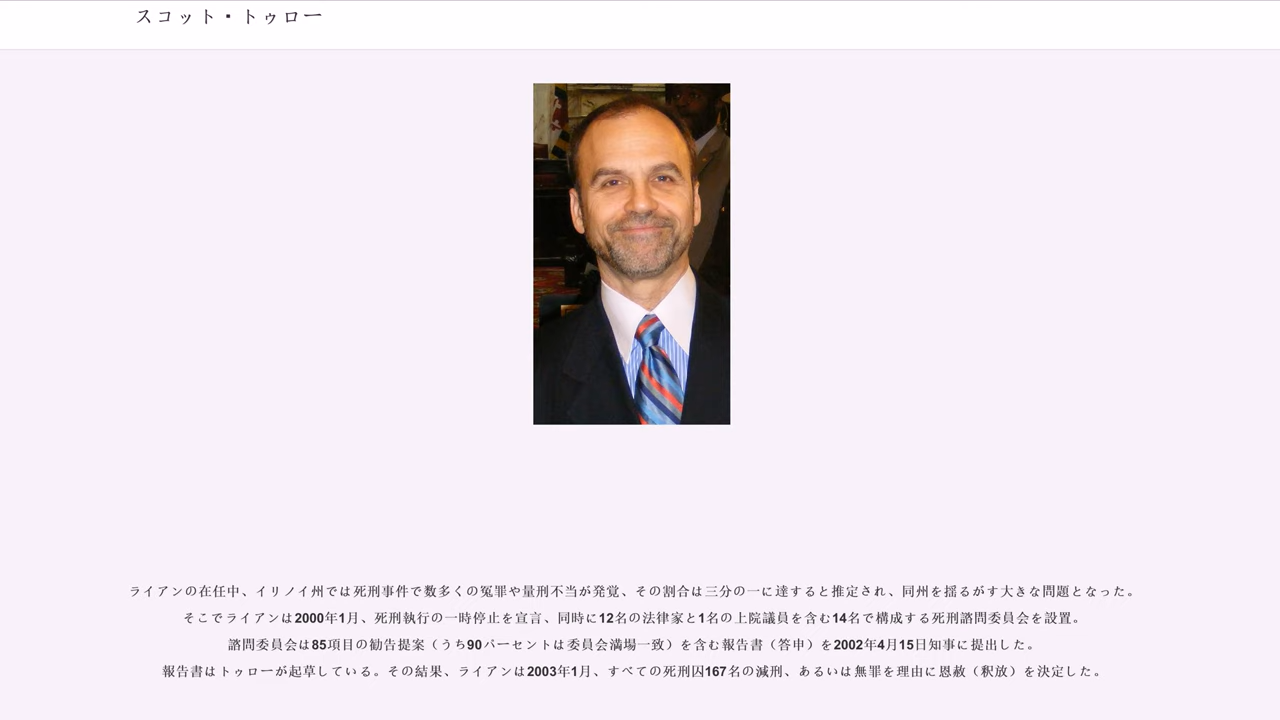 スコット・トゥロー
ライアンの在任中、イリノイ州では死刑事件で数多くの冤罪や量刑不当が発覚、その割合は三分の一に達すると推定され、同州を揺るがす大きな問題となった。
そこでライアンは2000年1月、死刑執行の一時停止を宣言、同時に12名の法律家と1名の上院議員を含む14名で構成する死刑諮問委員会を設置。
諮問委員会は85項目の勧告提案（うち90パーセントは委員会満場一致）を含む報告書（答申）を2002年4月15日知事に提出した。
報告書はトゥローが起草している。その結果、ライアンは2003年1月、すべての死刑囚167名の減刑、あるいは無罪を理由に恩赦（釈放）を決定した。